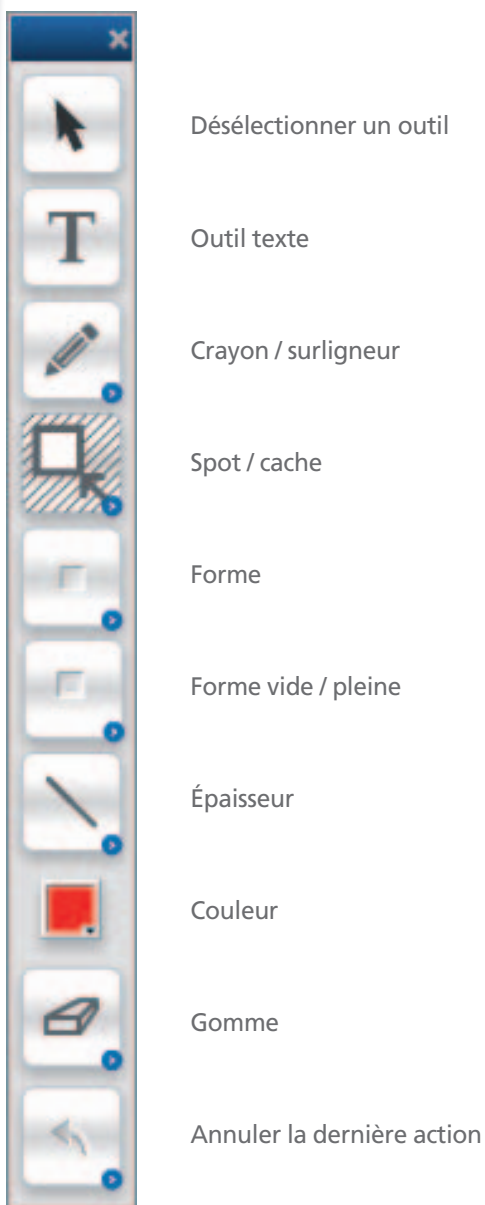 Désélectionner un outil
T
Outil texte
Crayon / surligneur
Spot / cache
Forme
Forme vide / pleine
Épaisseur
Couleur
Gomme
Annuler la dernière action